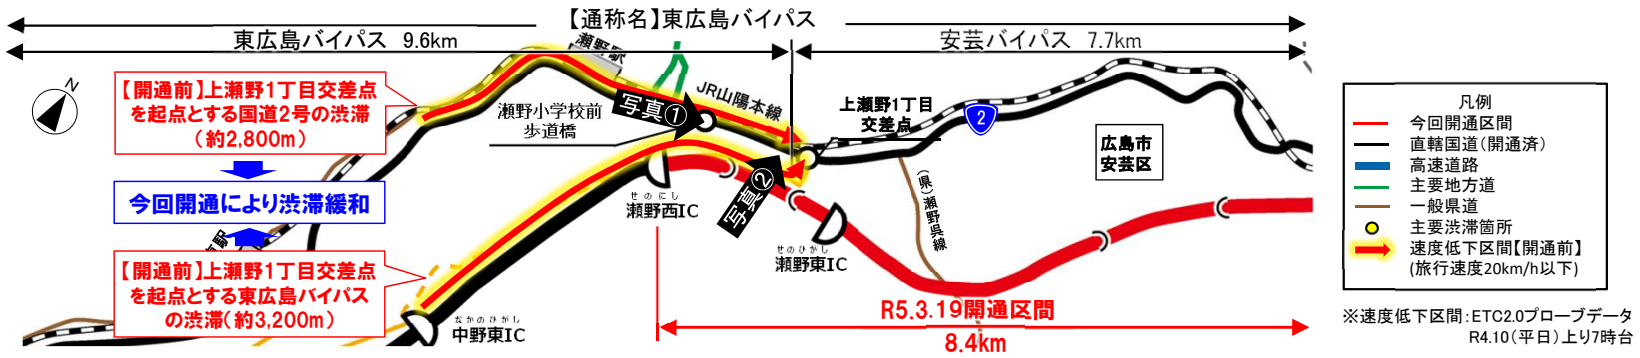 【通称名】東広島バイパス
東広島バイパス 9.6km
安芸バイパス 7.7km
N
【開通前】上瀬野1丁目交差点
を起点とする国道2号の渋滞
(約2,800m)
今回開通により渋滞緩和
【開通前】上瀬野1丁目交差点
を起点とする東広島バイパス
の渋滞(約3,200m)
瀬野駅
JR山陽本線
瀬野小学校前
歩道橋
写真①
写真②
上瀬野1丁目
交差点
2
広島市
安芸区
(県)瀬野呉線
せのにし
瀬野西IC
せのひがし
瀬野東IC
なかのひがし
中野東IC
駅
R5.3.19開通区間
8.4km
凡例
今回開通区間
直轄国道(開通済)
高速道路
主要地方道
一般県道
主要渋滞箇所
速度低下区間【開通前】
(旅行速度20km/h以下)
※速度低下区間:ETC2.0プローブデータ
R4.10(平日)上り7時台